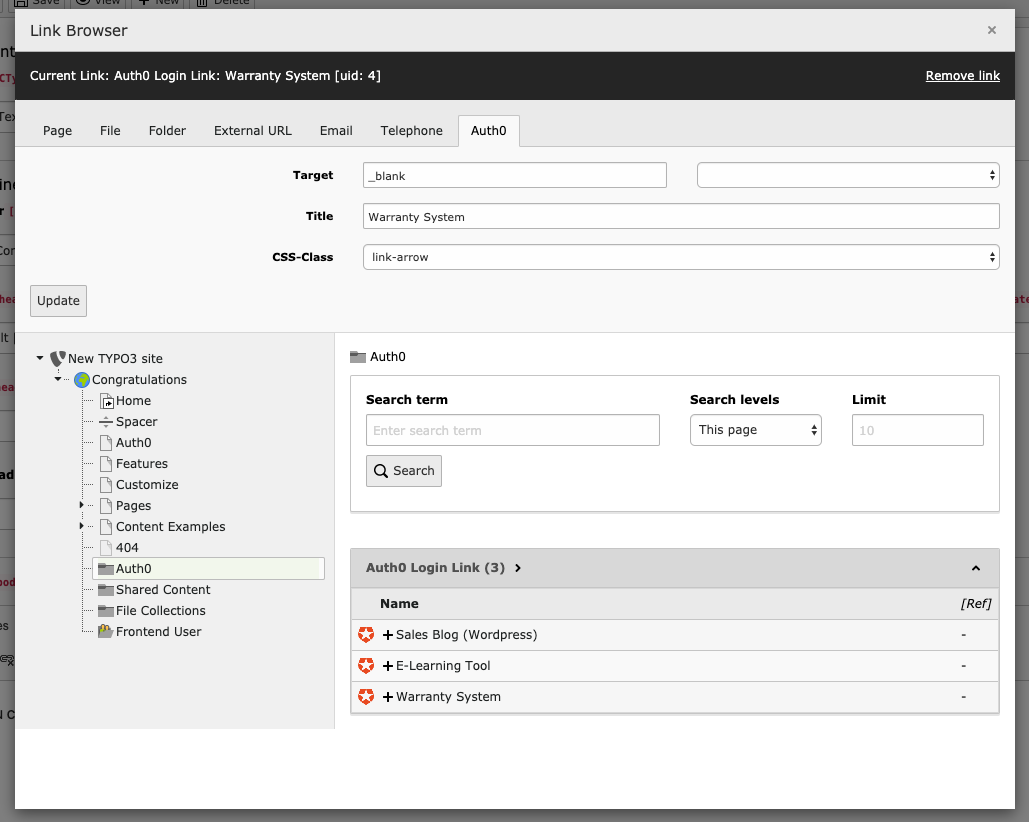 Save View New Delete
Link Browser ×
Current Link: Auth0 Login Link: Warranty System [uid: 4] Remove link
Page File Folder External URL Email Telephone Auth0
Target _blank
Title Warranty System
CSS-Class link-arrow
Update
New TYPO3 site
Congratulations
Home
Spacer
Auth0
Features
Customize
Pages
Content Examples
404
Auth0
Shared Content
File Collections
Frontend User
Auth0
Search term Search levels Limit
Enter search term This page 10
Search
Auth0 Login Link (3)
Name [Ref]
Sales Blog (Wordpress) -
E-Learning Tool -
Warranty System -